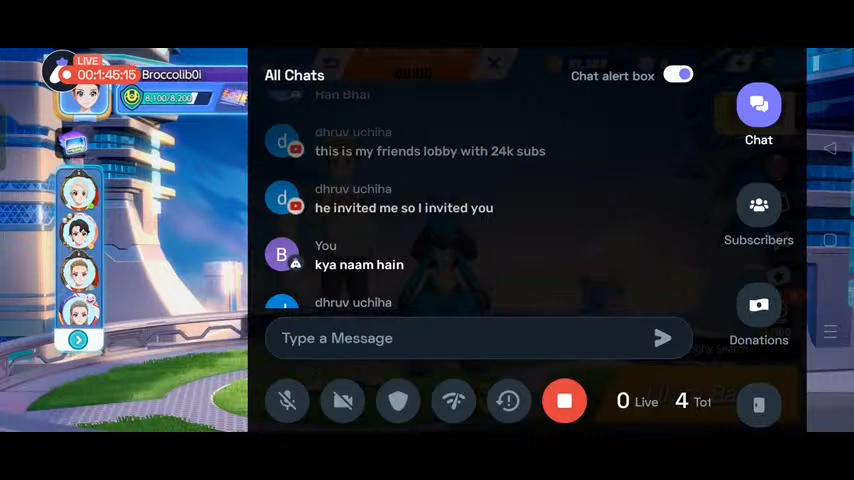 LIVE
00:1:45:15
Broccolib0i
8,100/8,200
All Chats
Chat alert box
Han Bhai
dhruv uchiha
this is my friends lobby with 24k subs
dhruv uchiha
he invited me so I invited you
You
kya naam hain
dhruv uchiha
Type a Message
Chat
Subscribers
Donations
0 Live
4 Tot